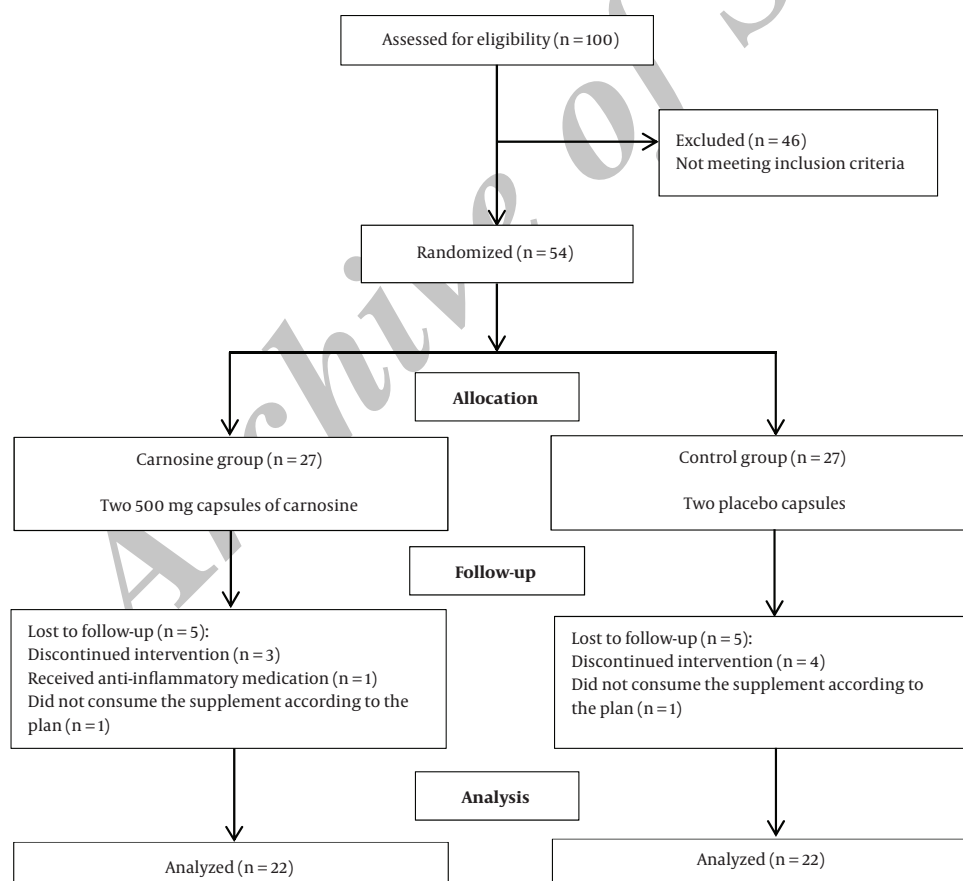 Assessed for eligibility (n = 100)
Excluded (n = 46)
Not meeting inclusion criteria
Randomized (n = 54)
Allocation
Carnosine group (n = 27)
Two 500 mg capsules of carnosine
Control group (n = 27)
Two placebo capsules
Follow-up
Lost to follow-up (n = 5):
Discontinued intervention (n = 3)
Received anti-inflammatory medication (n = 1)
Did not consume the supplement according to the
plan (n = 1)
Lost to follow-up (n = 5):
Discontinued intervention (n = 4)
Did not consume the supplement according to
the plan (n = 1)
Analysis
Analyzed (n = 22)
Analyzed (n = 22)
Archive of S